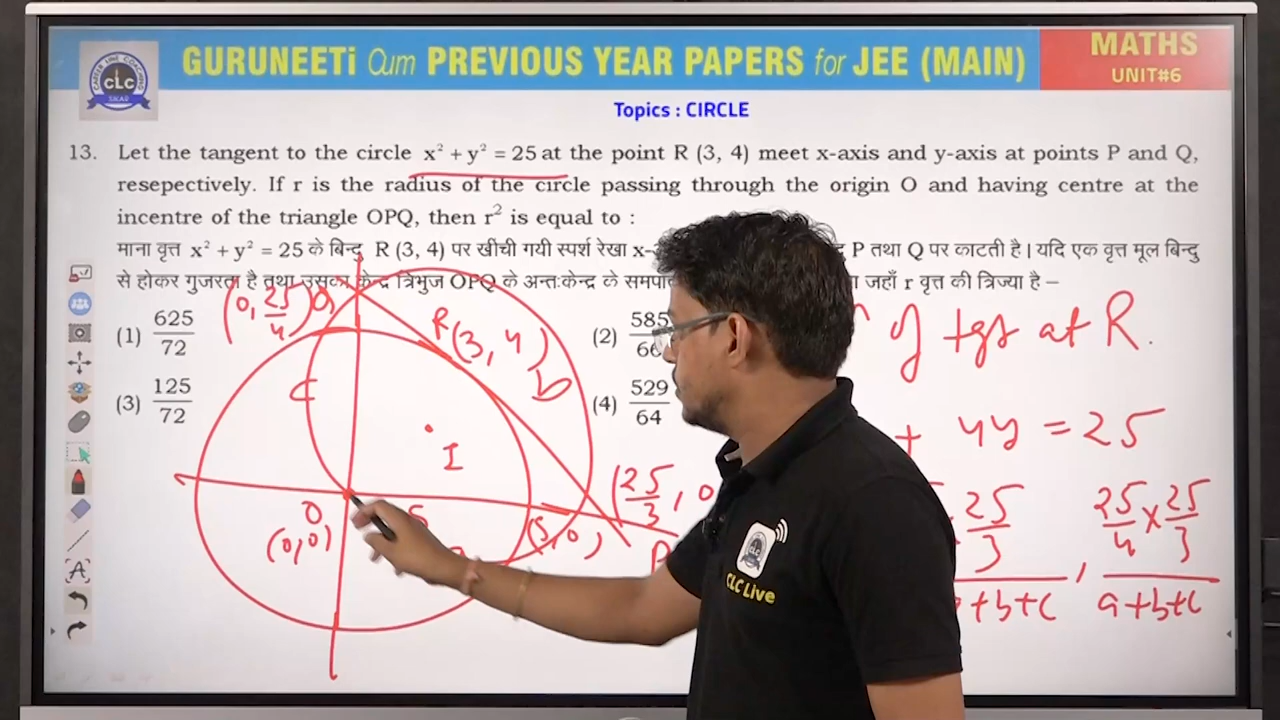 GURUNEETi Cum PREVIOUS YEAR PAPERS for JEE (MAIN)
MATHS
UNIT#6
CLC
Topics : CIRCLE
13. Let the tangent to the circle x² + y² = 25 at the point R (3, 4) meet x-axis and y-axis at points P and Q,
resepectively. If r is the radius of the circle passing through the origin O and having centre at the
incentre of the triangle OPQ, then r² is equal to :
माना वृत्त x² + y² = 25 के बिन्दु R (3, 4) पर खींची गयी स्पर्श रेखा x- P तथा Q पर काटती है। यदि एक वृत्त मूल बिन्दु
से होकर गुजरता है तथा उसका केन्द्र त्रिभुज OPQ के अन्तःकेन्द्र के जहाँ r वृत्त की त्रिज्या है –
(1) 625/72
(2) 585
(3) 125/72
(4) 529/64
(0, 25/4)
R(3, 4)
b
C
I
O
(0,0)
(5,0)
(25/3, 0
P
of tgt at R.
+ 4y = 25
25/3
+b+c
, 25/4 × 25/3
a+b+c
CLC Live